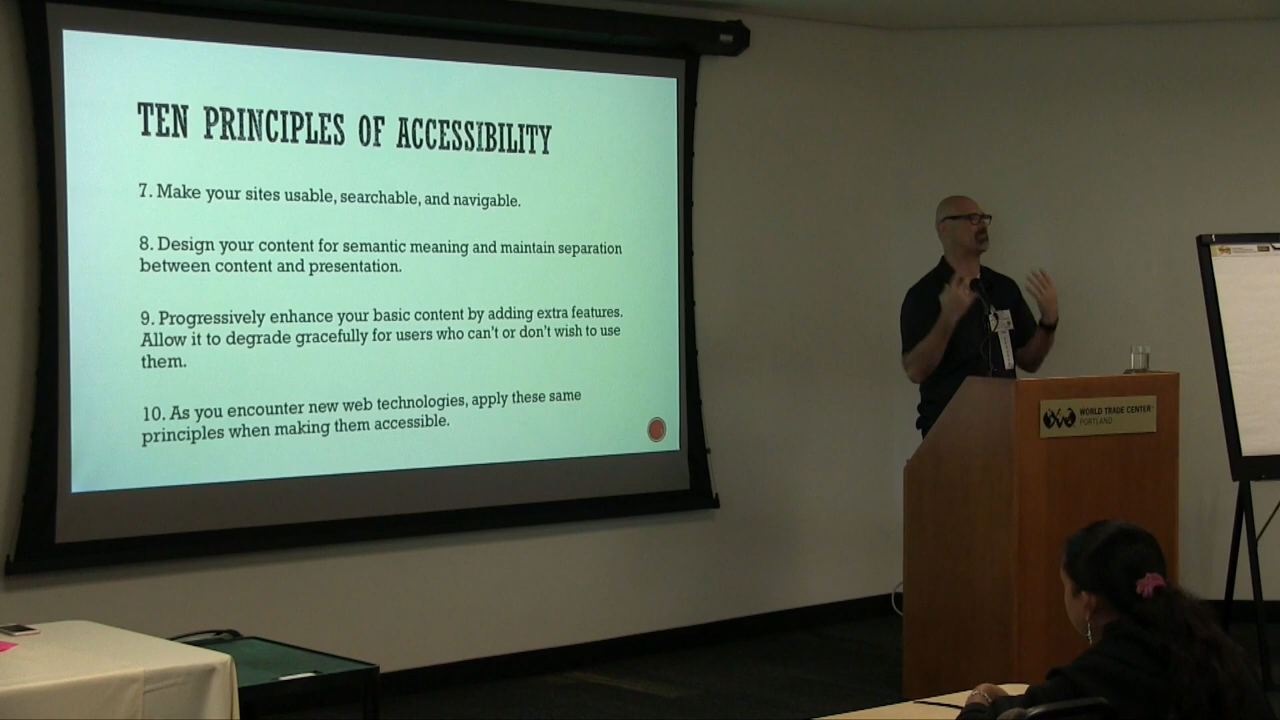 TEN PRINCIPLES OF ACCESSIBILITY
7. Make your sites usable, searchable, and navigable.
8. Design your content for semantic meaning and maintain separation
between content and presentation.
9. Progressively enhance your basic content by adding extra features.
Allow it to degrade gracefully for users who can't or don't wish to use
them.
10. As you encounter new web technologies, apply these same
principles when making them accessible.
WORLD TRADE CENTER
PORTLAND